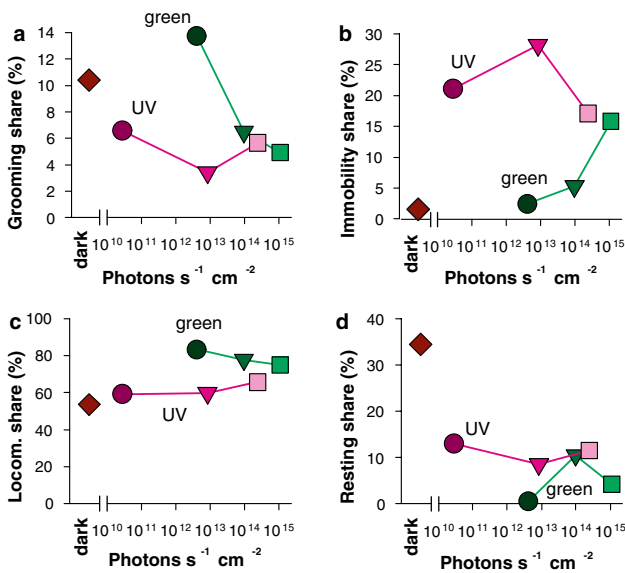 a
green
UV
Grooming share (%)
14
12
10
8
6
4
2
0
dark
10^10 10^11 10^12 10^13 10^14 10^15
Photons s^-1 cm^-2
b
UV
green
Immobility share (%)
30
25
20
15
10
5
0
dark
10^10 10^11 10^12 10^13 10^14 10^15
Photons s^-1 cm^-2
c
green
UV
Locom. share (%)
100
80
60
40
20
0
dark
10^10 10^11 10^12 10^13 10^14 10^15
Photons s^-1 cm^-2
d
UV
green
Resting share (%)
40
30
20
10
0
dark
10^10 10^11 10^12 10^13 10^14 10^15
Photons s^-1 cm^-2